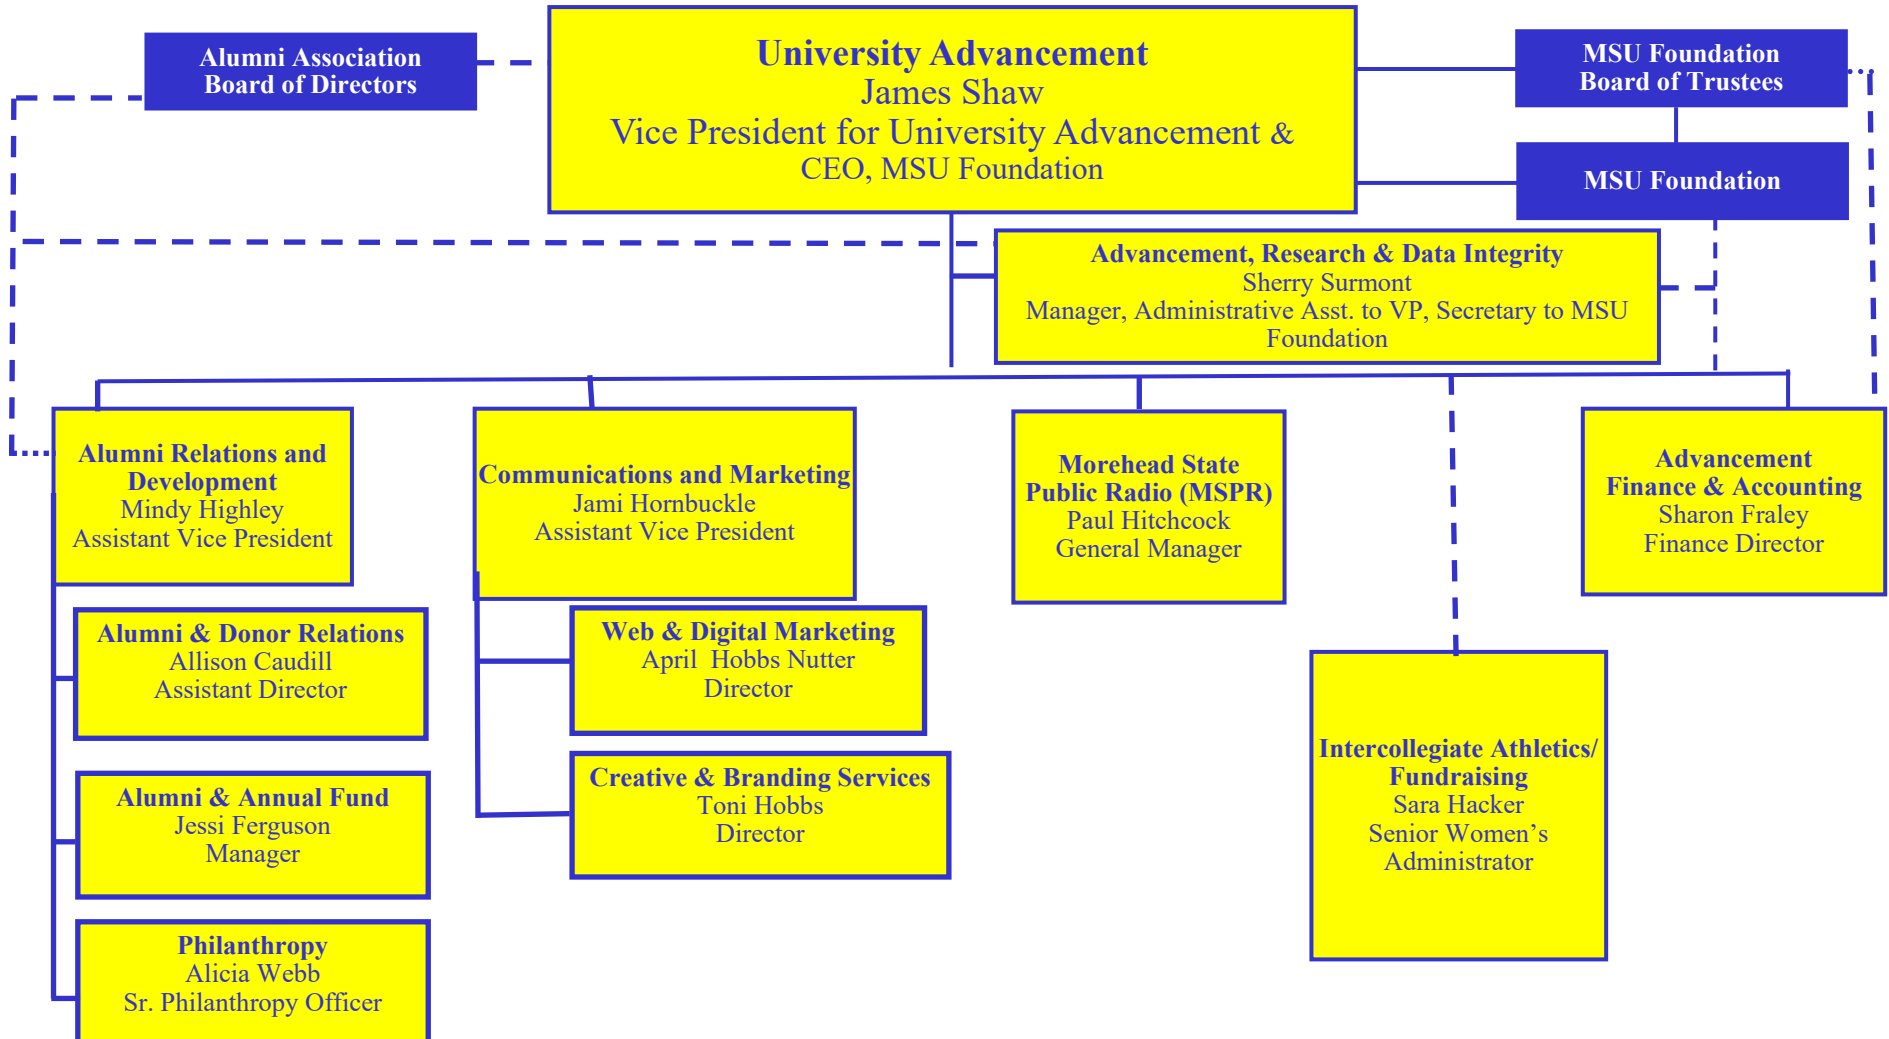 Alumni Association
Board of Directors
University Advancement
James Shaw
Vice President for University Advancement &
CEO, MSU Foundation
MSU Foundation
Board of Trustees
MSU Foundation
Advancement, Research & Data Integrity
Sherry Surmont
Manager, Administrative Asst. to VP, Secretary to MSU
Foundation
Alumni Relations and
Development
Mindy Highley
Assistant Vice President
Communications and Marketing
Jami Hornbuckle
Assistant Vice President
Morehead State
Public Radio (MSPR)
Paul Hitchcock
General Manager
Advancement
Finance & Accounting
Sharon Fraley
Finance Director
Alumni & Donor Relations
Allison Caudill
Assistant Director
Web & Digital Marketing
April Hobbs Nutter
Director
Intercollegiate Athletics/
Fundraising
Sara Hacker
Senior Women’s
Administrator
Alumni & Annual Fund
Jessi Ferguson
Manager
Creative & Branding Services
Toni Hobbs
Director
Philanthropy
Alicia Webb
Sr. Philanthropy Officer